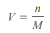 V = n/M